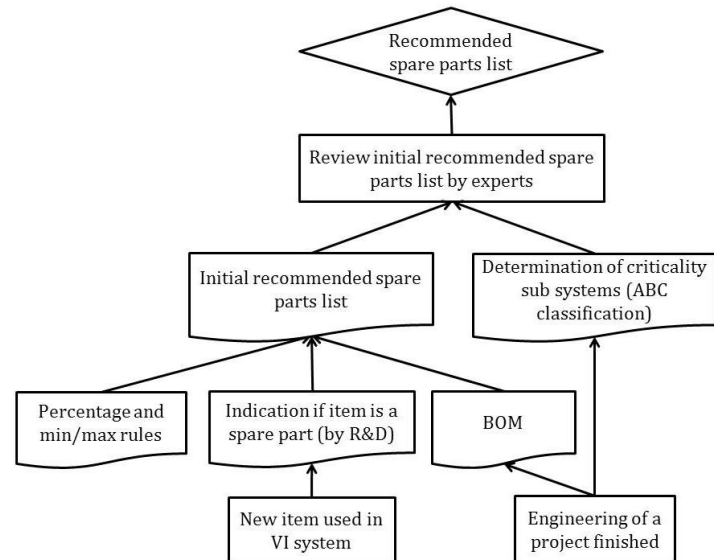 Recommended
spare parts list
Review initial recommended spare
parts list by experts
Initial recommended spare
parts list
Determination of criticality
sub systems (ABC
classification)
Percentage and
min/max rules
Indication if item is a
spare part (by R&D)
BOM
New item used in
VI system
Engineering of a
project finished